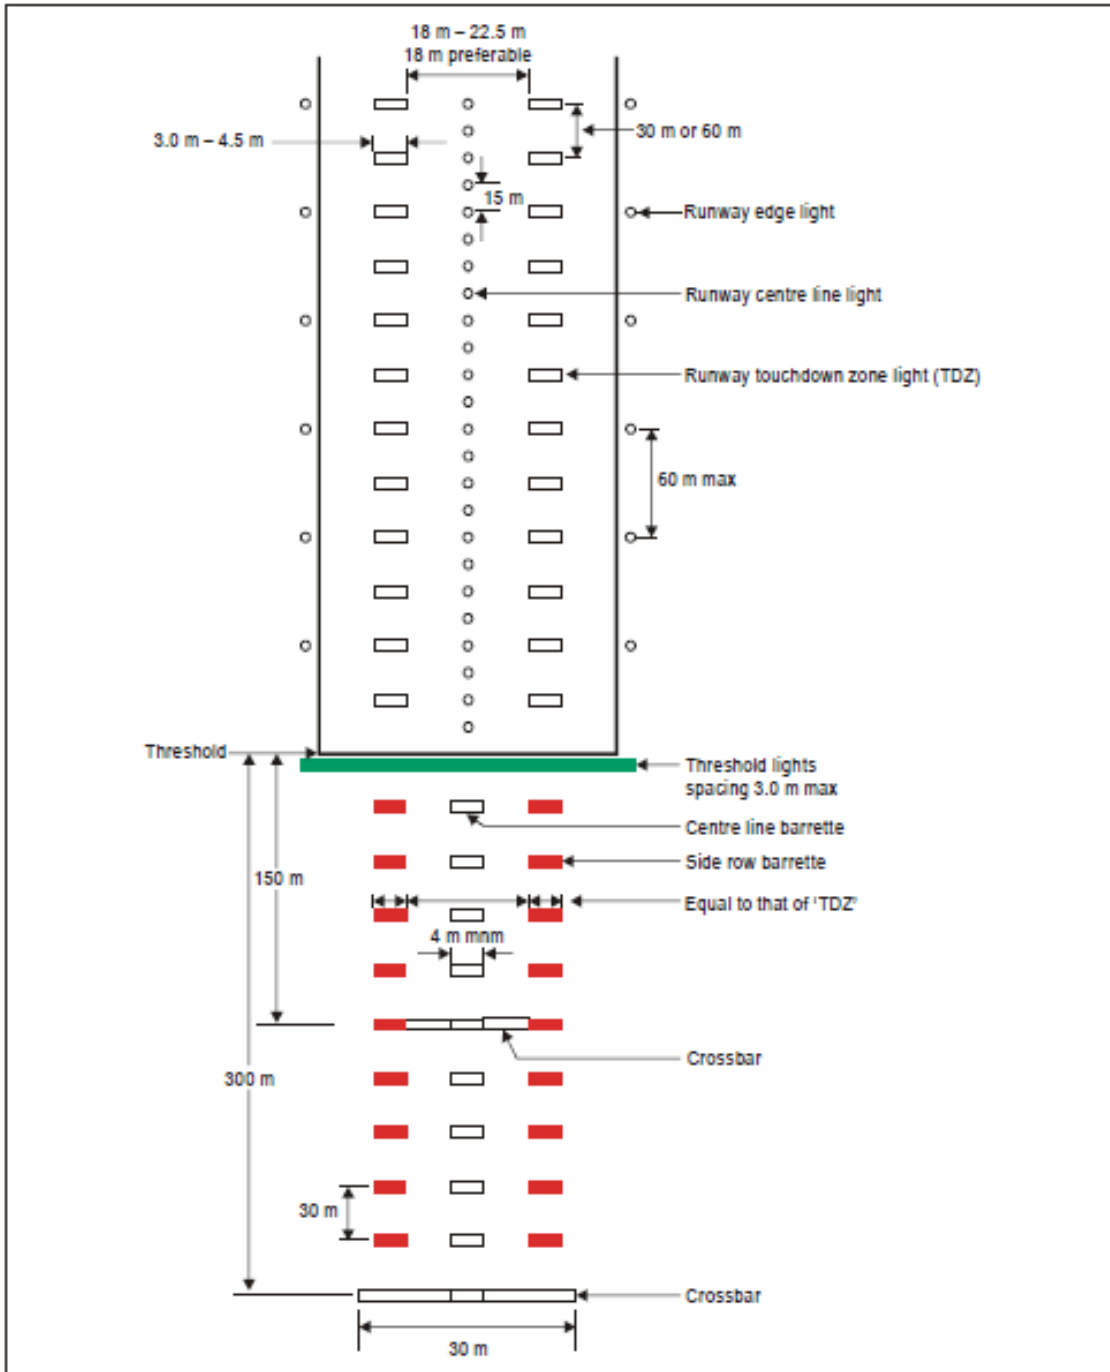 18 m – 22.5 m
18 m preferable
3.0 m – 4.5 m
30 m or 60 m
15 m
Runway edge light
Runway centre line light
Runway touchdown zone light (TDZ)
60 m max
Threshold
Threshold lights
spacing 3.0 m max
Centre line barrette
Side row barrette
150 m
Equal to that of ‘TDZ’
4 m mnm
Crossbar
300 m
30 m
Crossbar
30 m